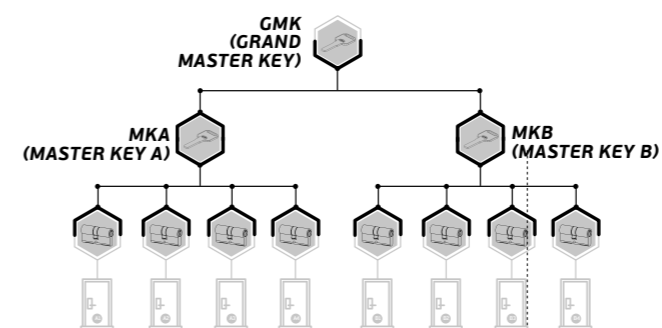 GMK
(GRAND
MASTER KEY)
MKA
(MASTER KEY A)
MKB
(MASTER KEY B)